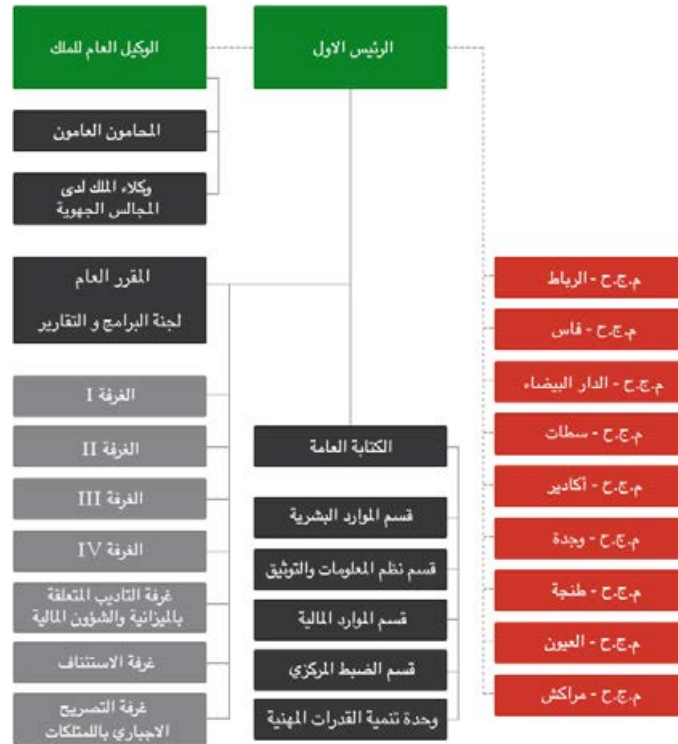 الرئيس الاول
الوكيل العام للملك
المحامون العامون
وكلاء الملك لدى
المجالس الجهوية
المقرر العام
لجنة البرامج و التقارير
الغرفة I
الغرفة II
الغرفة III
الغرفة IV
غرفة التاديب المتعلقة
بالميزانية والشؤون المالية
غرفة الاستئناف
غرفة التصريح
الاجباري باللمتلكات
الكتابة العامة
قسم الموارد البشرية
قسم نظم المعلومات والتوثيق
قسم الموارد المالية
قسم الضبط المركزي
وحدة تنمية القدرات المهنية
م.ج.ح - الرباط
م.ج.ح - فاس
م.ج.ح - الدار البيضاء
م.ج.ح - سطات
م.ج.ح - أكادير
م.ج.ح - وجدة
م.ج.ح - طنجة
م.ج.ح - العيون
م.ج.ح - مراكش